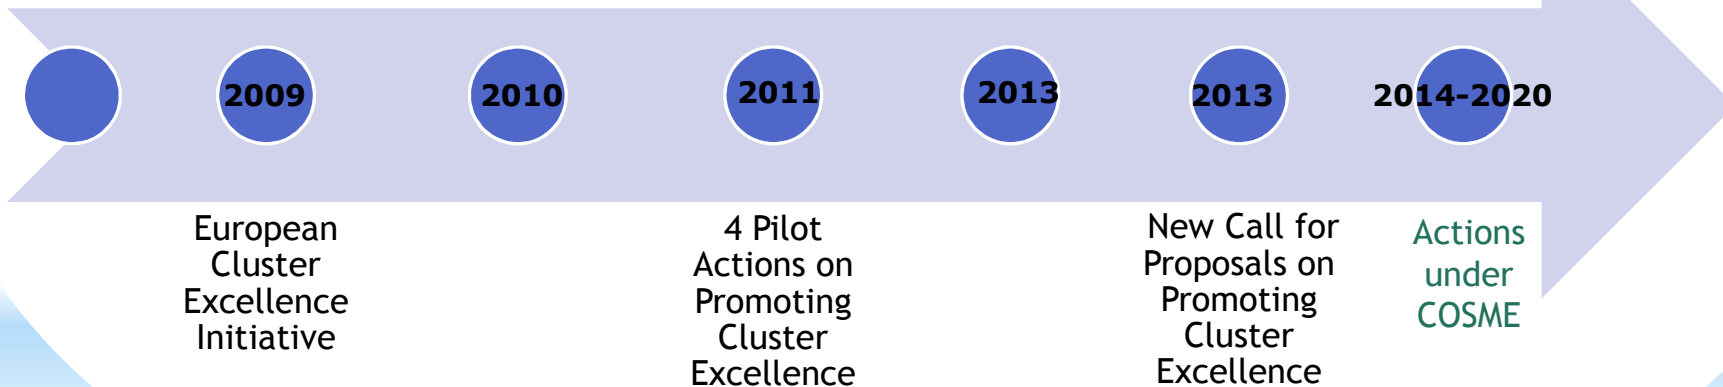 2009
2010
2011
2013
2013
2014-2020
European
Cluster
Excellence
Initiative
4 Pilot
Actions on
Promoting
Cluster
Excellence
New Call for
Proposals on
Promoting
Cluster
Excellence
Actions
under
COSME